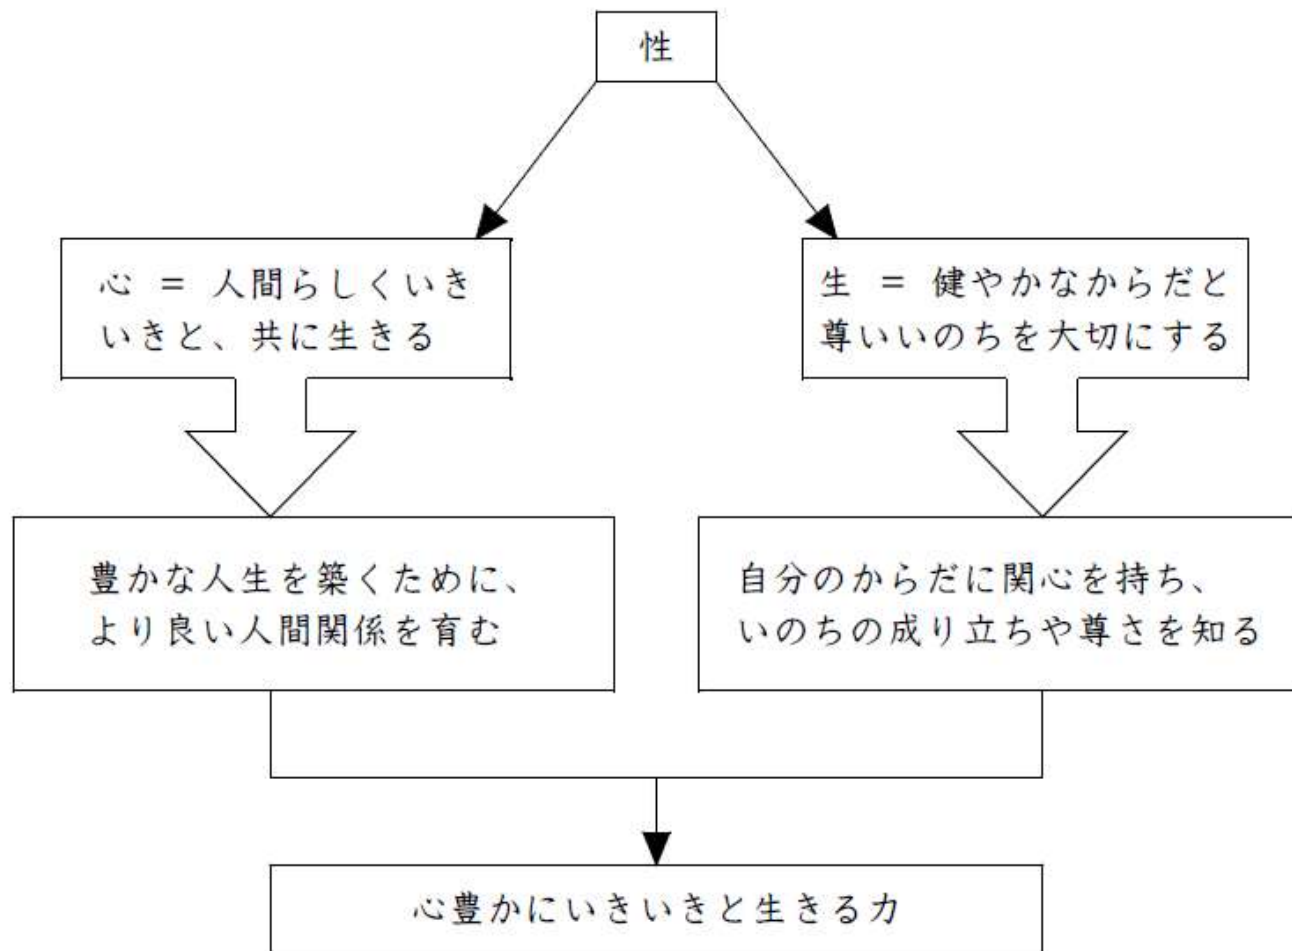 性
心 = 人間らしくいき
いきと、共に生きる
生 = 健やかなからだと
尊いいのちを大切にする
豊かな人生を築くために、
より良い人間関係を育む
自分のからだに関心を持ち、
いのちの成り立ちや尊さを知る
心豊かにいきいきと生きる力